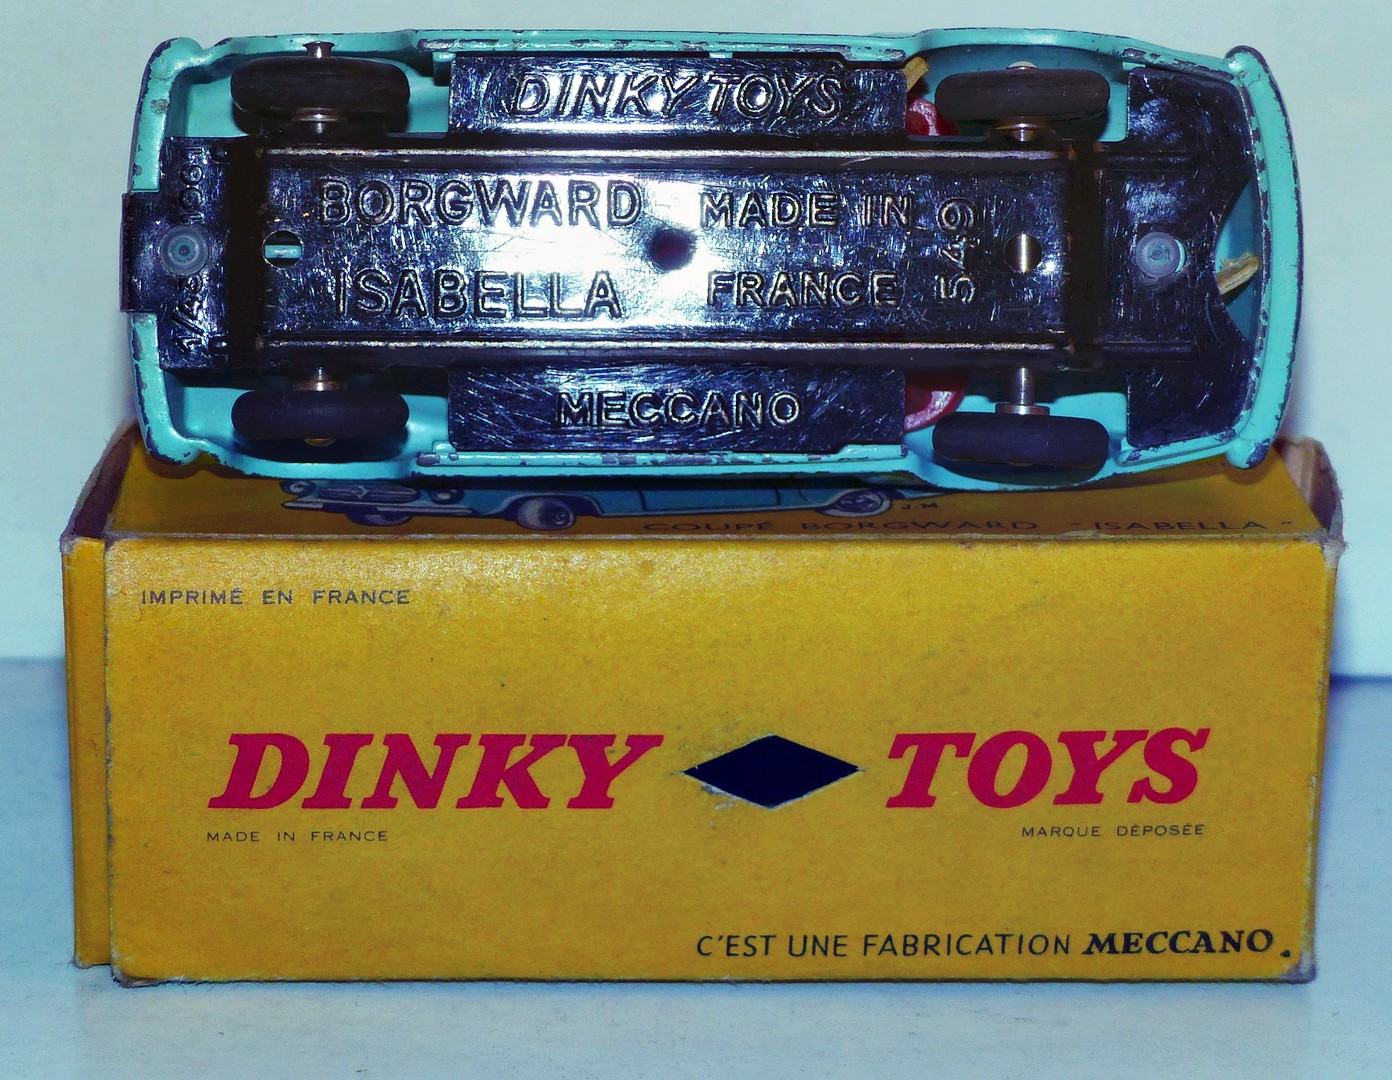 DINKY TOYS
BORGWARD MADE IN
ISABELLA FRANCE
549
1/43 1061
MECCANO
J.M
COUPÉ BORGWARD "ISABELLA"
IMPRIMÉ EN FRANCE
DINKY TOYS
MADE IN FRANCE MARQUE DÉPOSÉE
C'EST UNE FABRICATION MECCANO.